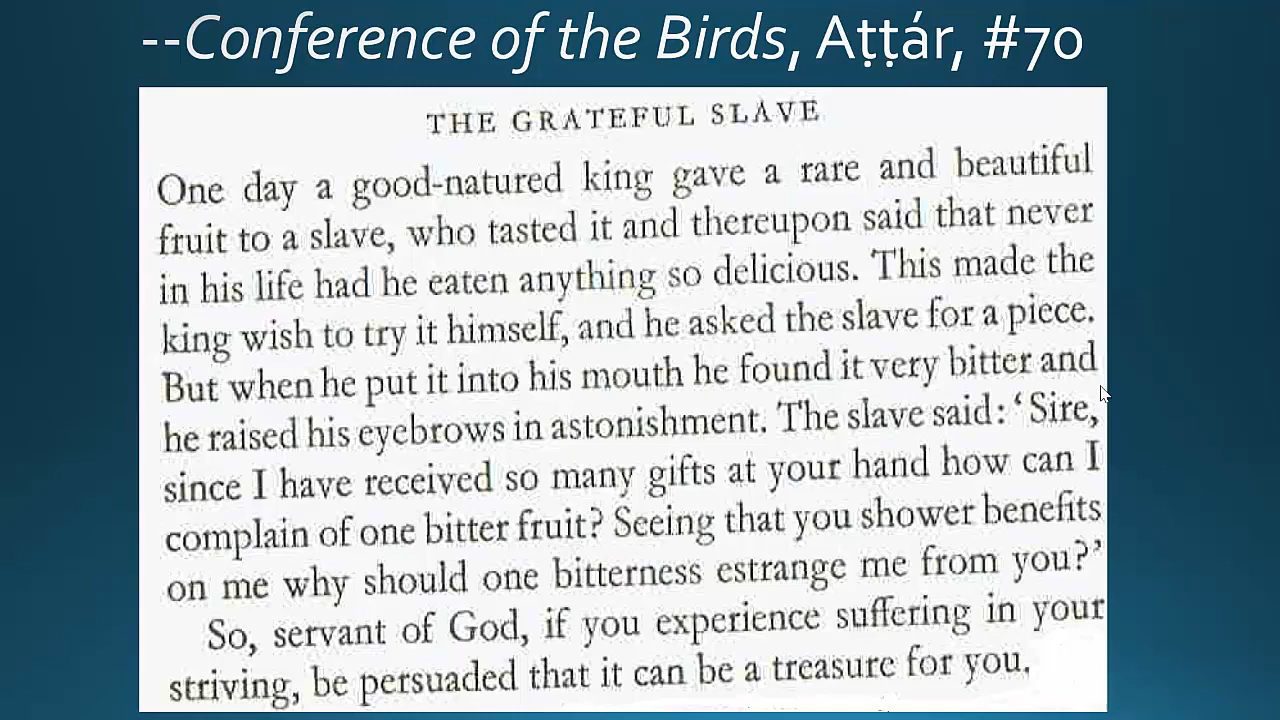 --Conference of the Birds, Aṭṭár, #70
THE GRATEFUL SLAVE
One day a good-natured king gave a rare and beautiful
fruit to a slave, who tasted it and thereupon said that never
in his life had he eaten anything so delicious. This made the
king wish to try it himself, and he asked the slave for a piece.
But when he put it into his mouth he found it very bitter and
he raised his eyebrows in astonishment. The slave said: ‘Sire,
since I have received so many gifts at your hand how can I
complain of one bitter fruit? Seeing that you shower benefits
on me why should one bitterness estrange me from you?’
So, servant of God, if you experience suffering in your
striving, be persuaded that it can be a treasure for you.